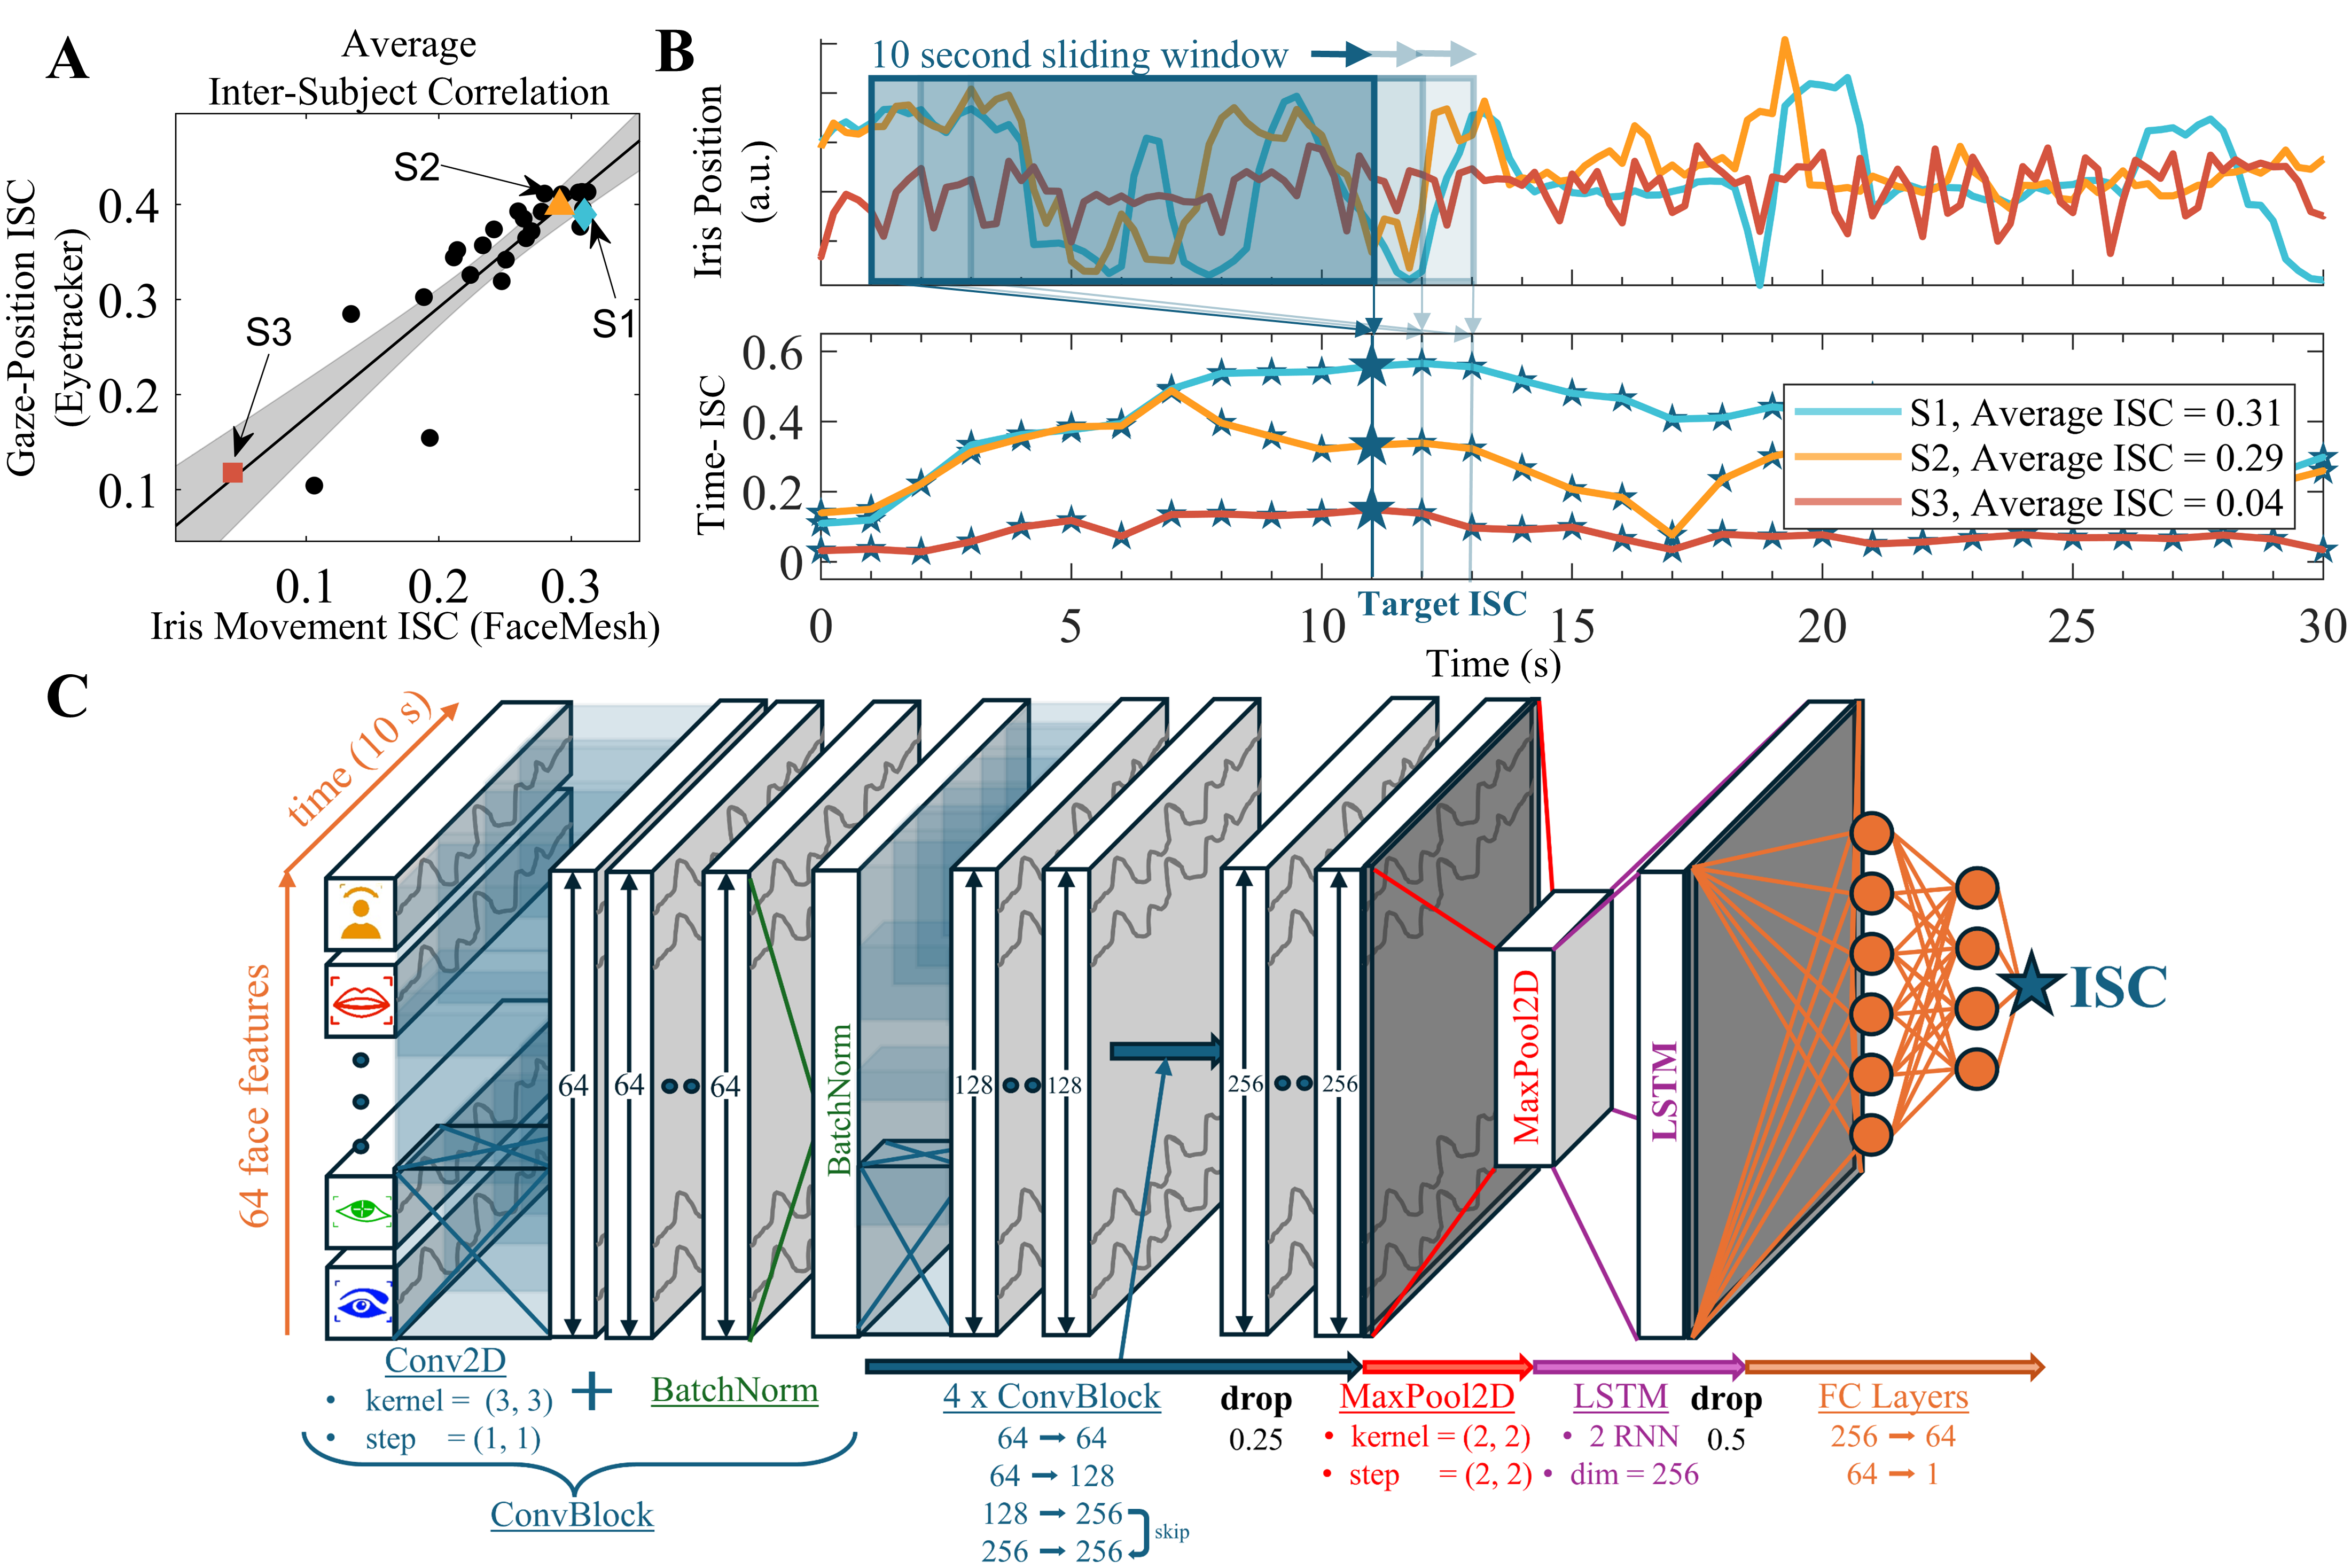 A
Average
Inter-Subject Correlation
Gaze-Position ISC
(Eyetracker)
0.4
0.3
0.2
0.1
S2
S1
S3
0.1
0.2
0.3
Iris Movement ISC (FaceMesh)
B
10 second sliding window
Iris Position
(a.u.)
Time- ISC
0.6
0.4
0.2
0
S1, Average ISC = 0.31
S2, Average ISC = 0.29
S3, Average ISC = 0.04
Target ISC
0
5
10
15
20
25
30
Time (s)
C
time (10 s)
64 face features
64
64
64
BatchNorm
128
128
256
256
MaxPool2D
LSTM
ISC
Conv2D
• kernel = (3, 3)
• step = (1, 1)
+
BatchNorm
ConvBlock
4 x ConvBlock
64 → 64
64 → 128
128 → 256
256 → 256
skip
drop
0.25
MaxPool2D
• kernel = (2, 2)
• step = (2, 2)
LSTM
• 2 RNN
• dim = 256
drop
0.5
FC Layers
256 → 64
64 → 1